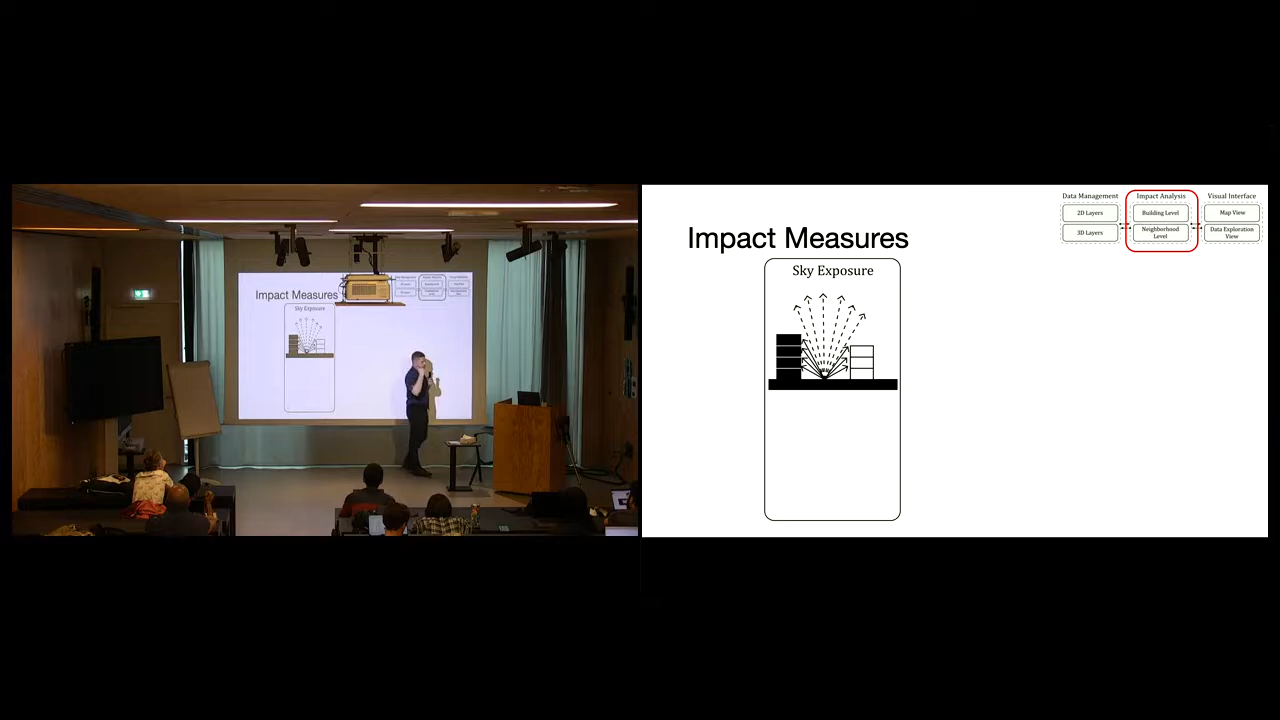 Impact Measures
Sky Exposure
Impact Measures
Sky Exposure
Data Management
2D Layers
3D Layers
Impact Analysis
Building Level
Neighborhood
Level
Visual Interface
Map View
Data Exploration
View